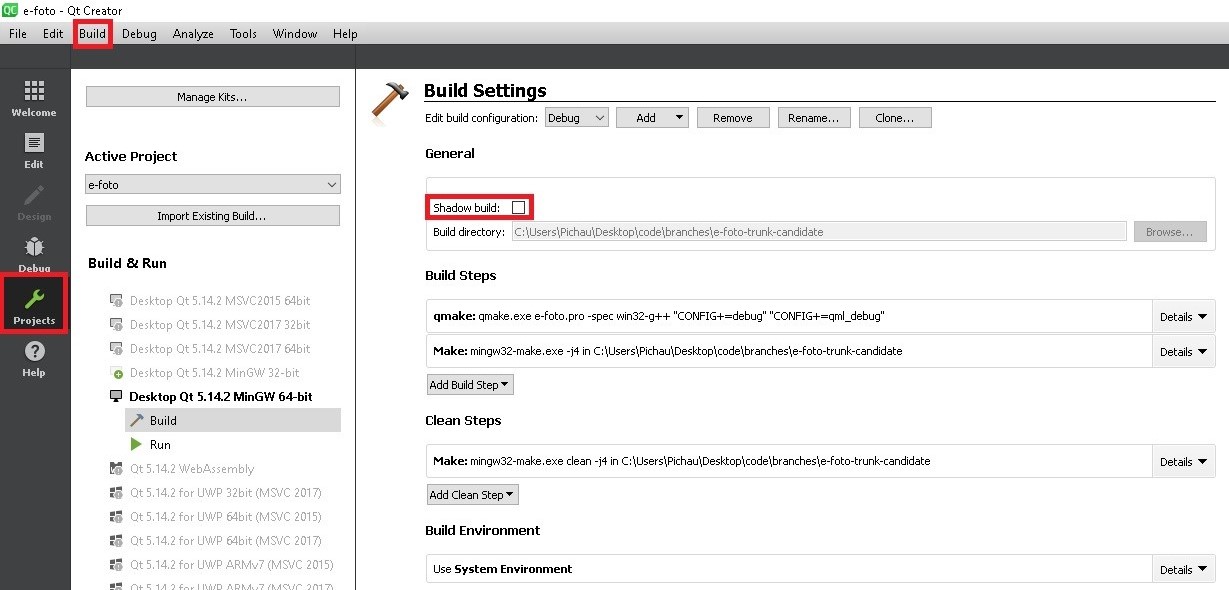 QC e-foto - Qt Creator
File Edit Build Debug Analyze Tools Window Help
Welcome
Edit
Design
Debug
Projects
Help
Manage Kits...
Active Project
e-foto
Import Existing Build...
Build & Run
Desktop Qt 5.14.2 MSVC2015 64bit
Desktop Qt 5.14.2 MSVC2017 32bit
Desktop Qt 5.14.2 MSVC2017 64bit
Desktop Qt 5.14.2 MinGW 32-bit
Desktop Qt 5.14.2 MinGW 64-bit
Build
Run
Qt 5.14.2 WebAssembly
Qt 5.14.2 for UWP 32bit (MSVC 2017)
Qt 5.14.2 for UWP 64bit (MSVC 2015)
Qt 5.14.2 for UWP 64bit (MSVC 2017)
Qt 5.14.2 for UWP ARMv7 (MSVC 2015)
Qt 5.14.2 for UWP ARMv7 (MSVC 2017)
Build Settings
Edit build configuration: Debug Add Remove Rename... Clone...
General
Shadow build:
Build directory: C:\Users\Pichau\Desktop\code\branches\e-foto-trunk-candidate Browse...
Build Steps
qmake: qmake.exe e-foto.pro -spec win32-g++ "CONFIG+=debug" "CONFIG+=qml_debug" Details
Make: mingw32-make.exe -j4 in C:\Users\Pichau\Desktop\code\branches\e-foto-trunk-candidate Details
Add Build Step
Clean Steps
Make: mingw32-make.exe clean -j4 in C:\Users\Pichau\Desktop\code\branches\e-foto-trunk-candidate Details
Add Clean Step
Build Environment
Use System Environment Details